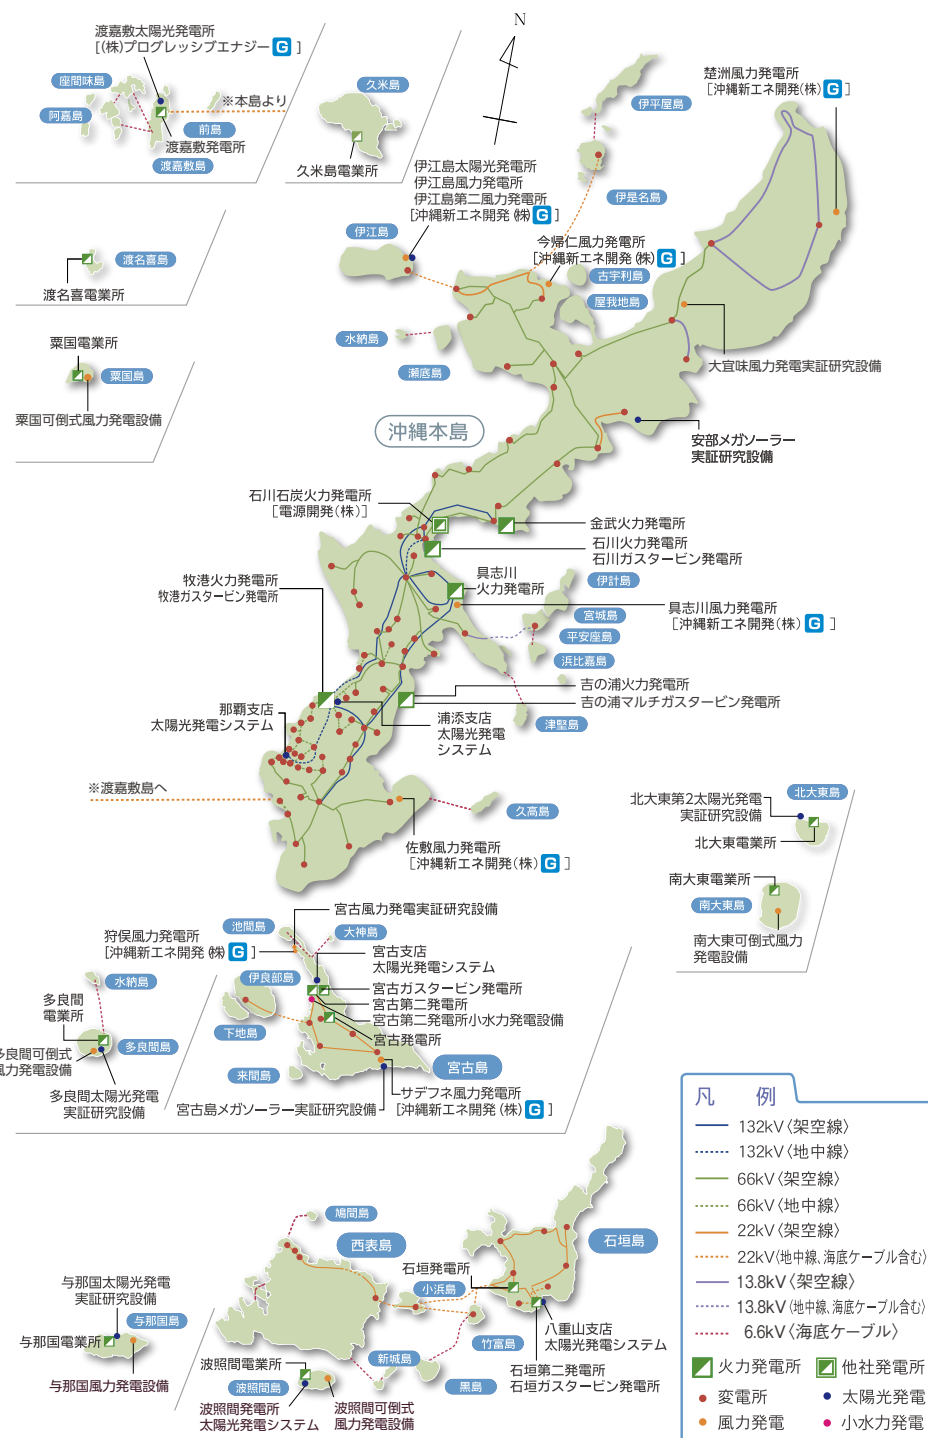 渡嘉敷太陽光発電所
[(株)プログレッシブエナジー G ]
座間味島
阿嘉島
※本島より
前島
渡嘉敷発電所
渡嘉敷島
久米島
久米島電業所
N
伊平屋島
伊是名島
楚洲風力発電所
[沖縄新エネ開発(株) G ]
伊江島太陽光発電所
伊江島風力発電所
伊江島第二風力発電所
[沖縄新エネ開発(株) G ]
伊江島
今帰仁風力発電所
[沖縄新エネ開発(株) G ]
古宇利島
屋我地島
渡名喜島
渡名喜電業所
水納島
瀬底島
粟国電業所
粟国島
粟国可倒式風力発電設備
大宜味風力発電実証研究設備
沖縄本島
安部メガソーラー
実証研究設備
石川石炭火力発電所
[電源開発(株)]
金武火力発電所
石川火力発電所
石川ガスタービン発電所
牧港火力発電所
牧港ガスタービン発電所
具志川
火力発電所
伊計島
宮城島
平安座島
浜比嘉島
具志川風力発電所
[沖縄新エネ開発(株) G ]
吉の浦火力発電所
吉の浦マルチガスタービン発電所
津堅島
那覇支店
太陽光発電システム
浦添支店
太陽光発電
システム
※渡嘉敷島へ
久高島
佐敷風力発電所
[沖縄新エネ開発(株) G ]
北大東島
北大東第2太陽光発電
実証研究設備
北大東電業所
南大東電業所
南大東島
南大東可倒式風力
発電設備
宮古風力発電実証研究設備
池間島
大神島
狩俣風力発電所
[沖縄新エネ開発(株) G ]
宮古支店
太陽光発電システム
伊良部島
宮古ガスタービン発電所
宮古第二発電所
宮古第二発電所小水力発電設備
宮古発電所
下地島
来間島
宮古島
サデフネ風力発電所
[沖縄新エネ開発(株) G ]
宮古島メガソーラー実証研究設備
水納島
多良間
電業所
多良間島
多良間可倒式
風力発電設備
多良間太陽光発電
実証研究設備
凡 例
132kV〈架空線〉
132kV〈地中線〉
66kV〈架空線〉
66kV〈地中線〉
22kV〈架空線〉
22kV〈地中線、海底ケーブル含む〉
13.8kV〈架空線〉
13.8kV〈地中線、海底ケーブル含む〉
6.6kV〈海底ケーブル〉
火力発電所
他社発電所
変電所
太陽光発電
風力発電
小水力発電
鳩間島
西表島
石垣島
石垣発電所
小浜島
竹富島
八重山支店
太陽光発電システム
石垣第二発電所
石垣ガスタービン発電所
新城島
黒島
与那国太陽光発電
実証研究設備
与那国島
与那国電業所
与那国風力発電設備
波照間電業所
波照間島
波照間発電所
太陽光発電システム
波照間可倒式
風力発電設備